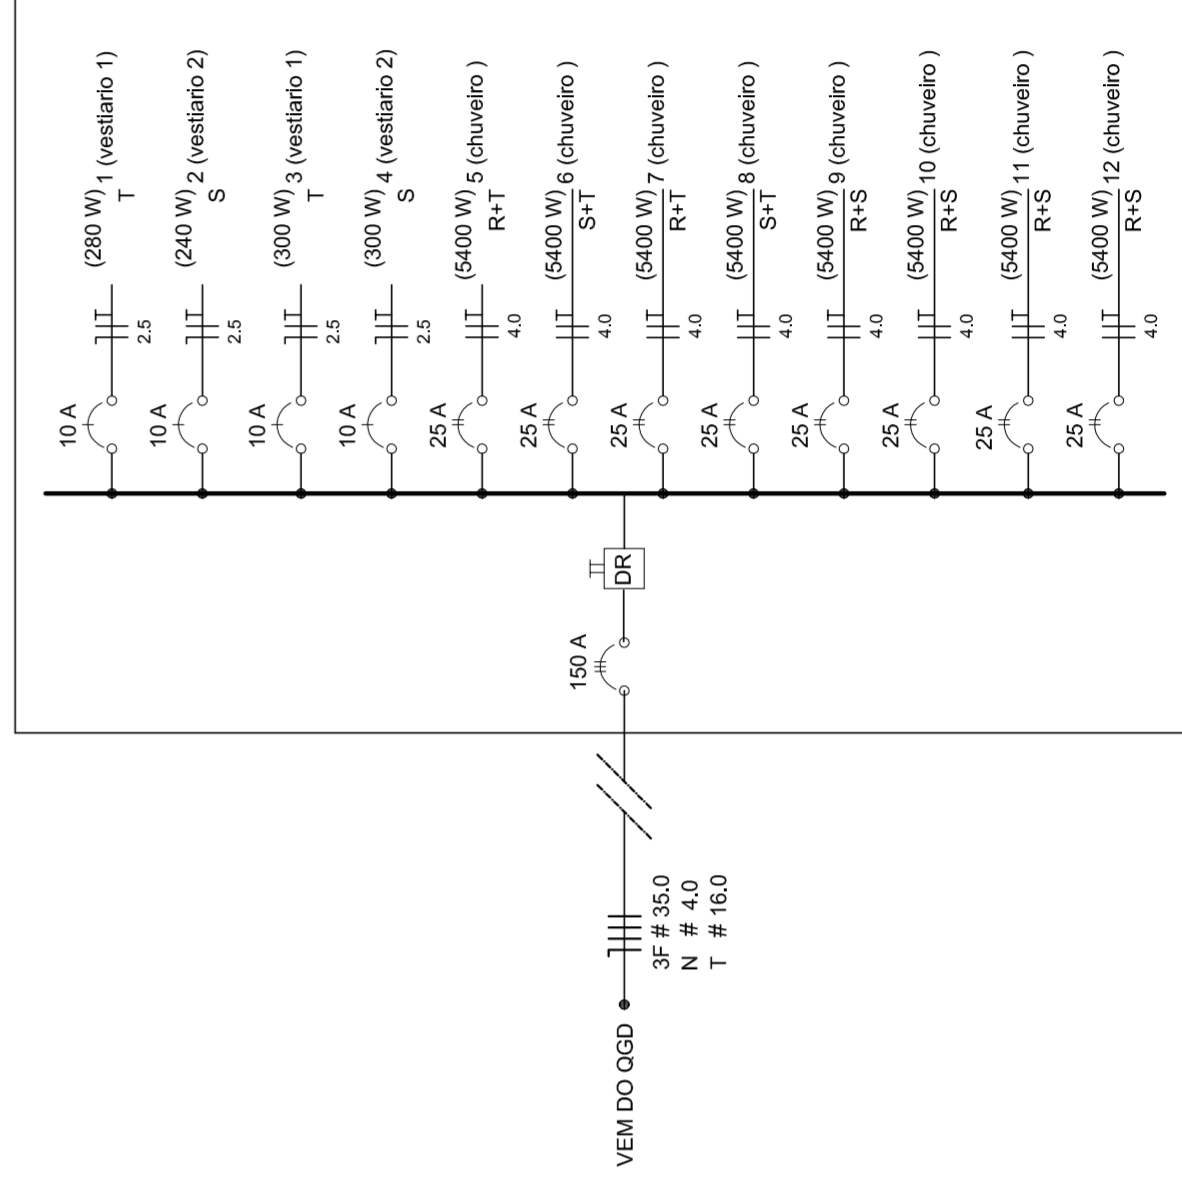 10 A
2.5
(280 W) 1 (vestiario 1)
T
10 A
2.5
(240 W) 2 (vestiario 2)
S
10 A
2.5
(300 W) 3 (vestiario 1)
T
10 A
2.5
(300 W) 4 (vestiario 2)
S
25 A
4.0
(5400 W) 5 (chuveiro )
R+T
25 A
4.0
(5400 W) 6 (chuveiro )
S+T
25 A
4.0
(5400 W) 7 (chuveiro )
R+T
25 A
4.0
(5400 W) 8 (chuveiro )
S+T
25 A
4.0
(5400 W) 9 (chuveiro )
R+S
25 A
4.0
(5400 W) 10 (chuveiro )
R+S
25 A
4.0
(5400 W) 11 (chuveiro )
R+S
25 A
4.0
(5400 W) 12 (chuveiro )
R+S
150 A
DR
VEM DO QGD
3F # 35.0
N # 4.0
T # 16.0